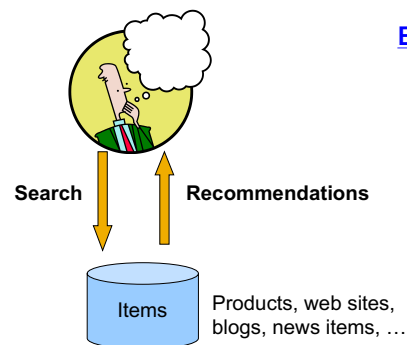 E
Search
Recommendations
Items
Products, web sites,
blogs, news items, …